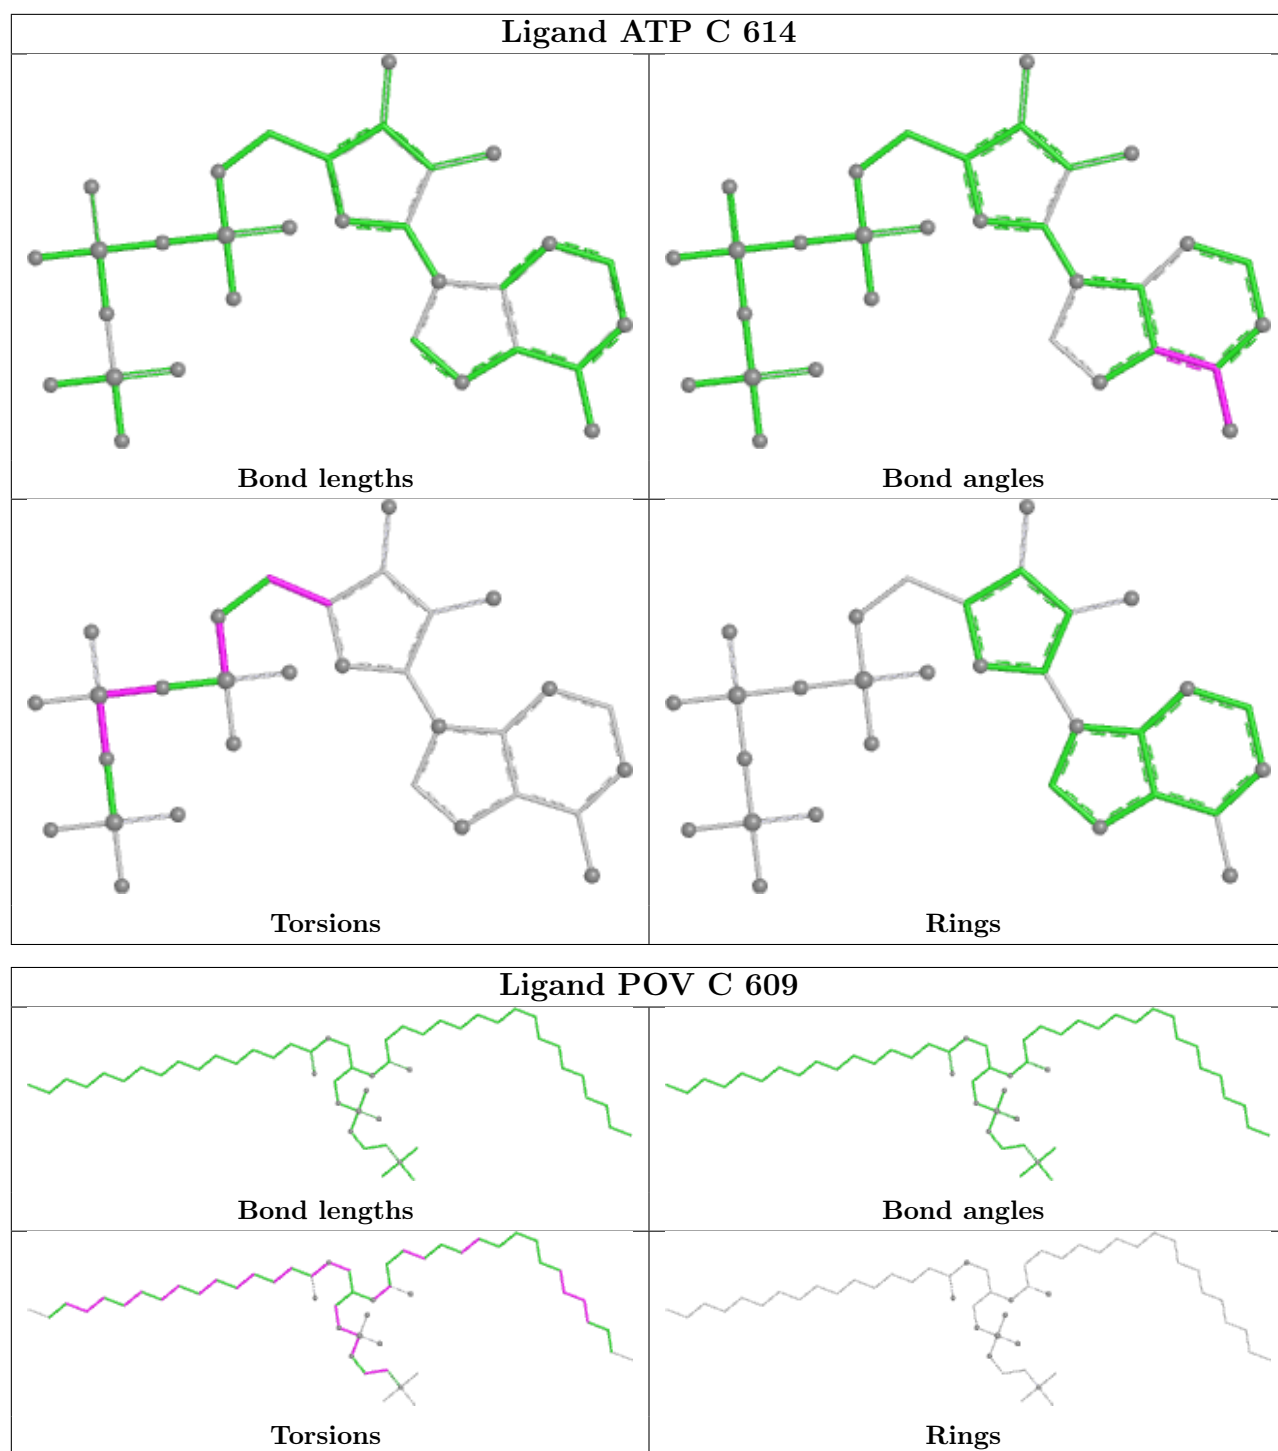 Ligand ATP C 614
Bond lengths
Bond angles
Torsions
Rings
Ligand POV C 609
Bond lengths
Bond angles
Torsions
Rings